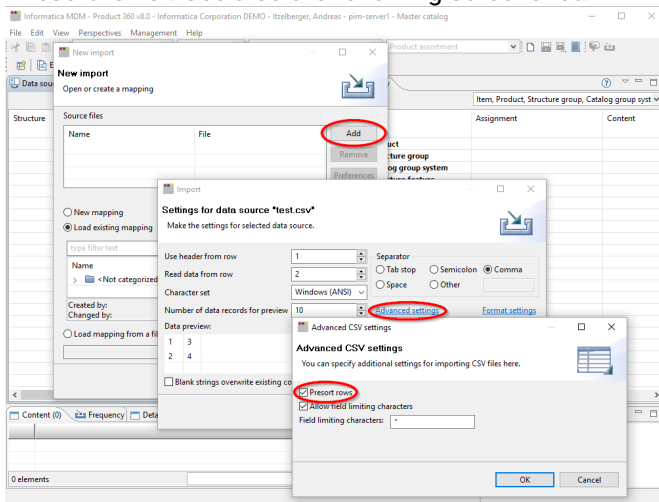 Informatica MDM - Product 360 v8.0 - Informatica Corporation DEMO - Itzelberger, Andreas - pim-server1 - Master catalog
File Edit View Perspectives Management Help
Product assortment
New import
New import
Open or create a mapping
Data sou
Item, Product, Structure group, Catalog group syst
Structure
Assignment
Content
Source files
Name File
Add
Remove
Preferences
uct
cture group
og group system
New mapping
Load existing mapping
type filter text
Name
> <Not categorized
Created by:
Changed by:
Load mapping from a fil
Import
Settings for data source "test.csv"
Make the settings for selected data source.
Use header from row 1
Read data from row 2
Character set Windows (ANSI)
Number of data records for preview 10
Separator
Tab stop Semicolon Comma
Space Other
Advanced settings Format settings
Data preview:
1 3
2 4
Blank strings overwrite existing co
Advanced CSV settings
Advanced CSV settings
You can specify additional settings for importing CSV files here.
Presort rows
Allow field limiting characters
Field limiting characters: "
OK Cancel
Content (0) Frequency Deta
0 elements